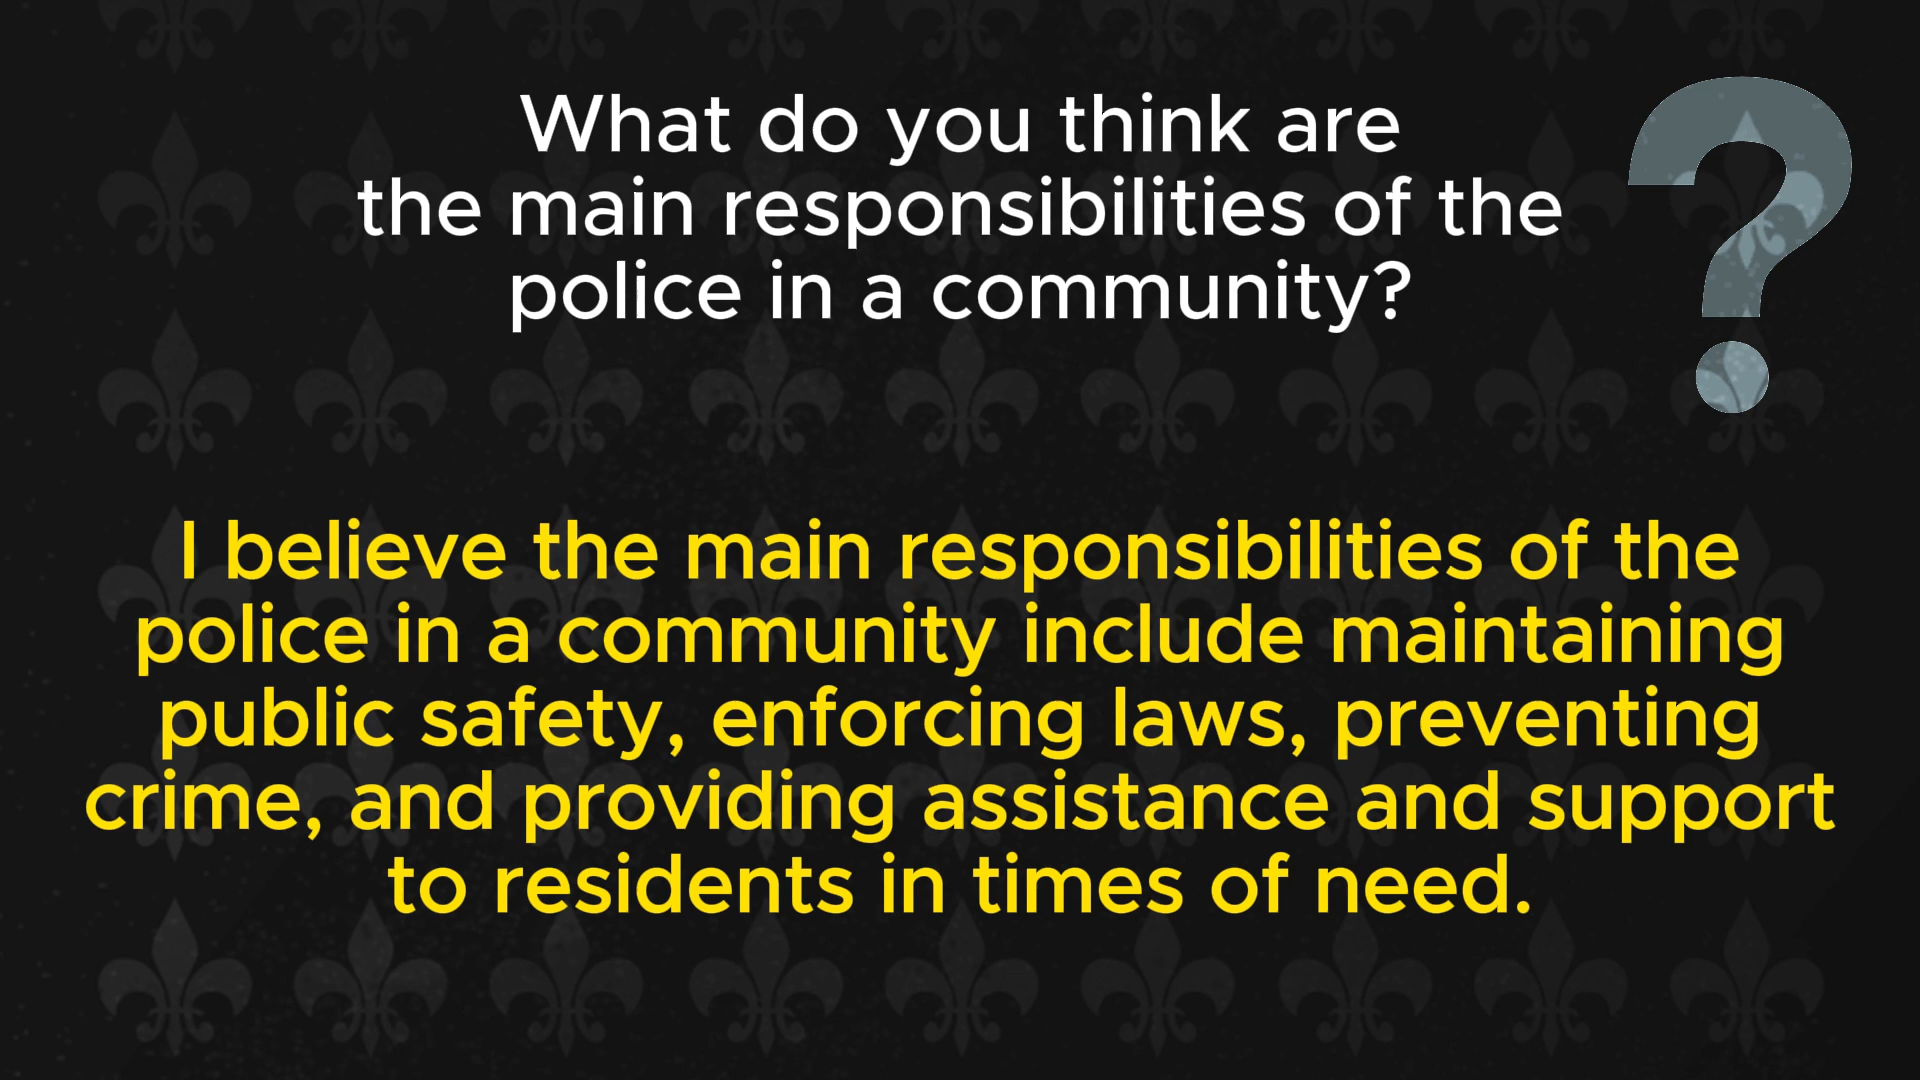 What do you think are
the main responsibilities of the
police in a community?
?
I believe the main responsibilities of the
police in a community include maintaining
public safety, enforcing laws, preventing
crime, and providing assistance and support
to residents in times of need.